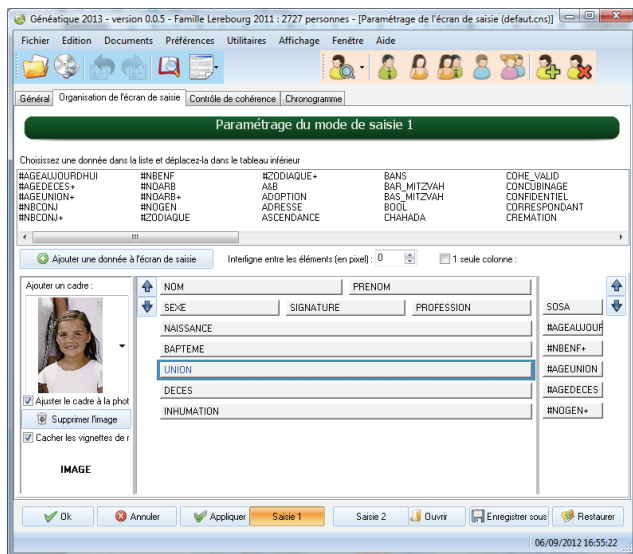 Généatique 2013 - version 0.0.5 - Famille Lerebourg 2011 : 2727 personnes - [Paramétrage de l'écran de saisie (defaut.cns)]
Fichier Edition Documents Préférences Utilitaires Affichage Fenêtre Aide
Général Organisation de l'écran de saisie Contrôle de cohérence Chronogramme
Paramétrage du mode de saisie 1
Choisissez une donnée dans la liste et déplacez-la dans le tableau inférieur
#AGEAUJOURDHUI #NBENF #ZODIAQUE+ BANS COHE_VALID
#AGEDECES+ #NOARB A&B BAR_MITZVAH CONCUBINAGE
#AGEUNION+ #NOARB+ ADOPTION BAS_MITZVAH CONFIDENTIEL
#NBCONJ #NOGEN ADRESSE BOOL CORRESPONDANT
#NBCONJ+ #ZODIAQUE ASCENDANCE CHAHADA CREMATION
Ajouter une donnée à l'écran de saisie Interligne entre les éléments (en pixel) : 0 1 seule colonne :
Ajouter un cadre : NOM PRENOM
SEXE SIGNATURE PROFESSION SOSA
NAISSANCE #AGEAUJOUR
BAPTEME #NBENF+
UNION #AGEUNION
Ajuster le cadre à la phot DECES #AGEDECES
Supprimer l'image INHUMATION #NOGEN+
Cacher les vignettes de r
IMAGE
Ok Annuler Appliquer Saisie 1 Saisie 2 Ouvrir Enregistrer sous Restaurer
06/09/2012 16:55:22